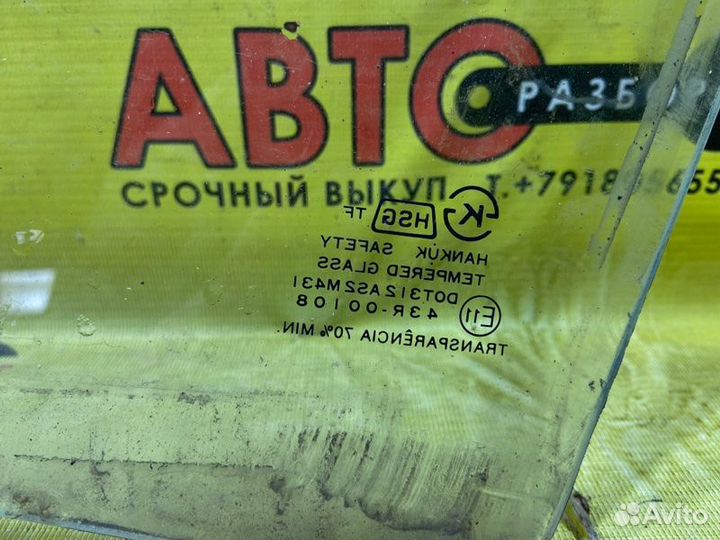 АВТО
РАЗБОР
СРОЧНЫЙ ВЫКУП
K HSG TF
HANKUK SAFETY
TEMPERED GLASS
DOT312 AS2 M431
E11 43R-00108
TRANSPARÊNCIA 70% MIN.
Avito